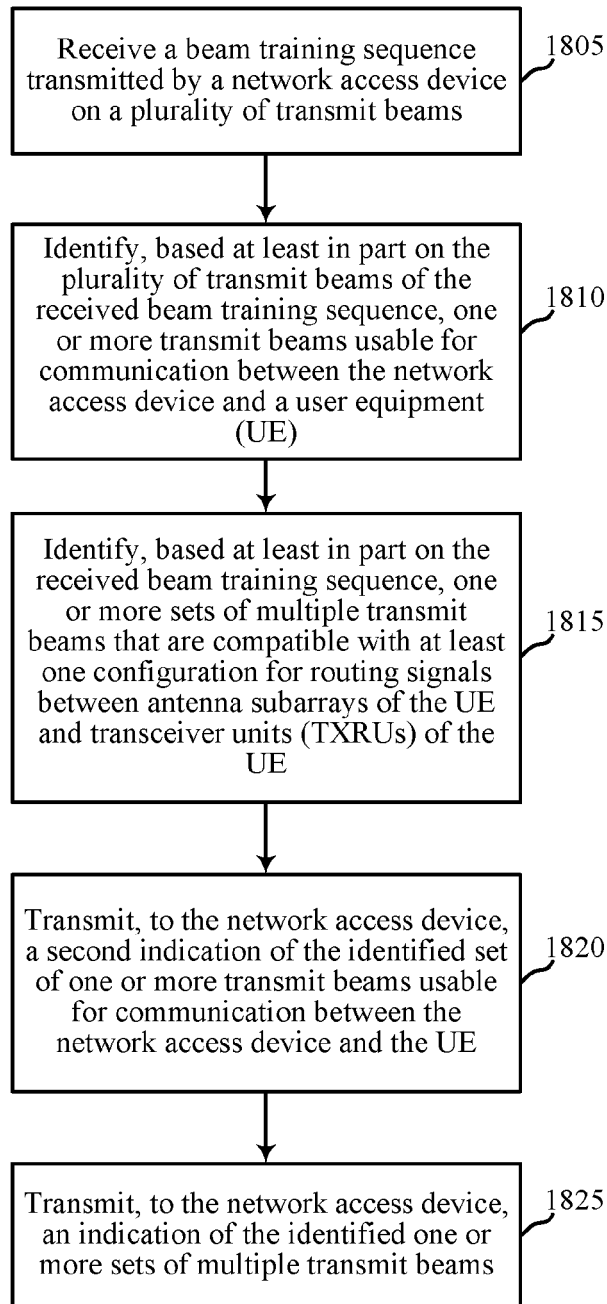 Receive a beam training sequence
transmitted by a network access device
on a plurality of transmit beams
1805
Identify, based at least in part on the
plurality of transmit beams of the
received beam training sequence, one
or more transmit beams usable for
communication between the network
access device and a user equipment
(UE)
1810
Identify, based at least in part on the
received beam training sequence, one
or more sets of multiple transmit
beams that are compatible with at least
one configuration for routing signals
between antenna subarrays of the UE
and transceiver units (TXRUs) of the
UE
1815
Transmit, to the network access device,
a second indication of the identified set
of one or more transmit beams usable
for communication between the
network access device and the UE
1820
Transmit, to the network access device,
an indication of the identified one or
more sets of multiple transmit beams
1825